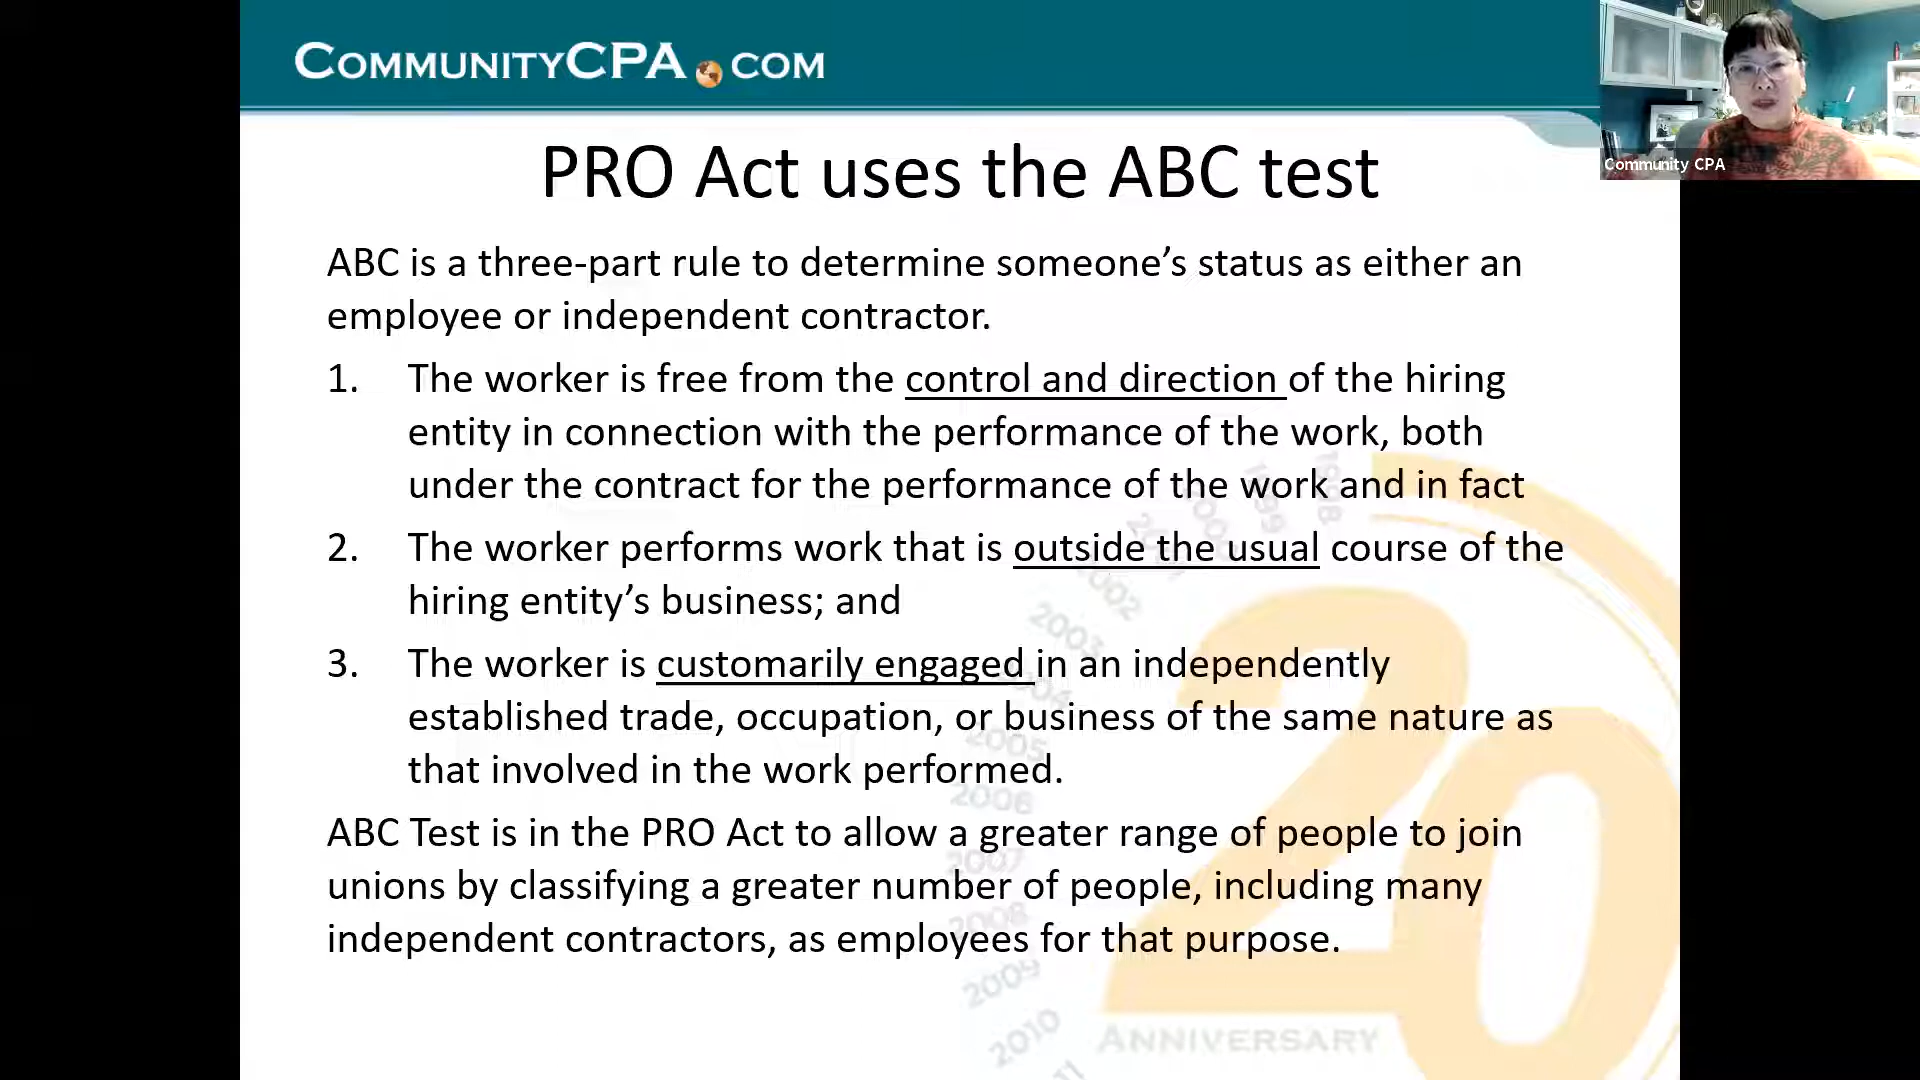 COMMUNITYCPA.COM
Community CPA
PRO Act uses the ABC test
ABC is a three-part rule to determine someone’s status as either an
employee or independent contractor.
1. The worker is free from the control and direction of the hiring
entity in connection with the performance of the work, both
under the contract for the performance of the work and in fact
2. The worker performs work that is outside the usual course of the
hiring entity’s business; and
3. The worker is customarily engaged in an independently
established trade, occupation, or business of the same nature as
that involved in the work performed.
ABC Test is in the PRO Act to allow a greater range of people to join
unions by classifying a greater number of people, including many
independent contractors, as employees for that purpose.
1998
1999
2002
2003
2004
2005
2006
2007
2008
2009
2010
20
ANNIVERSARY